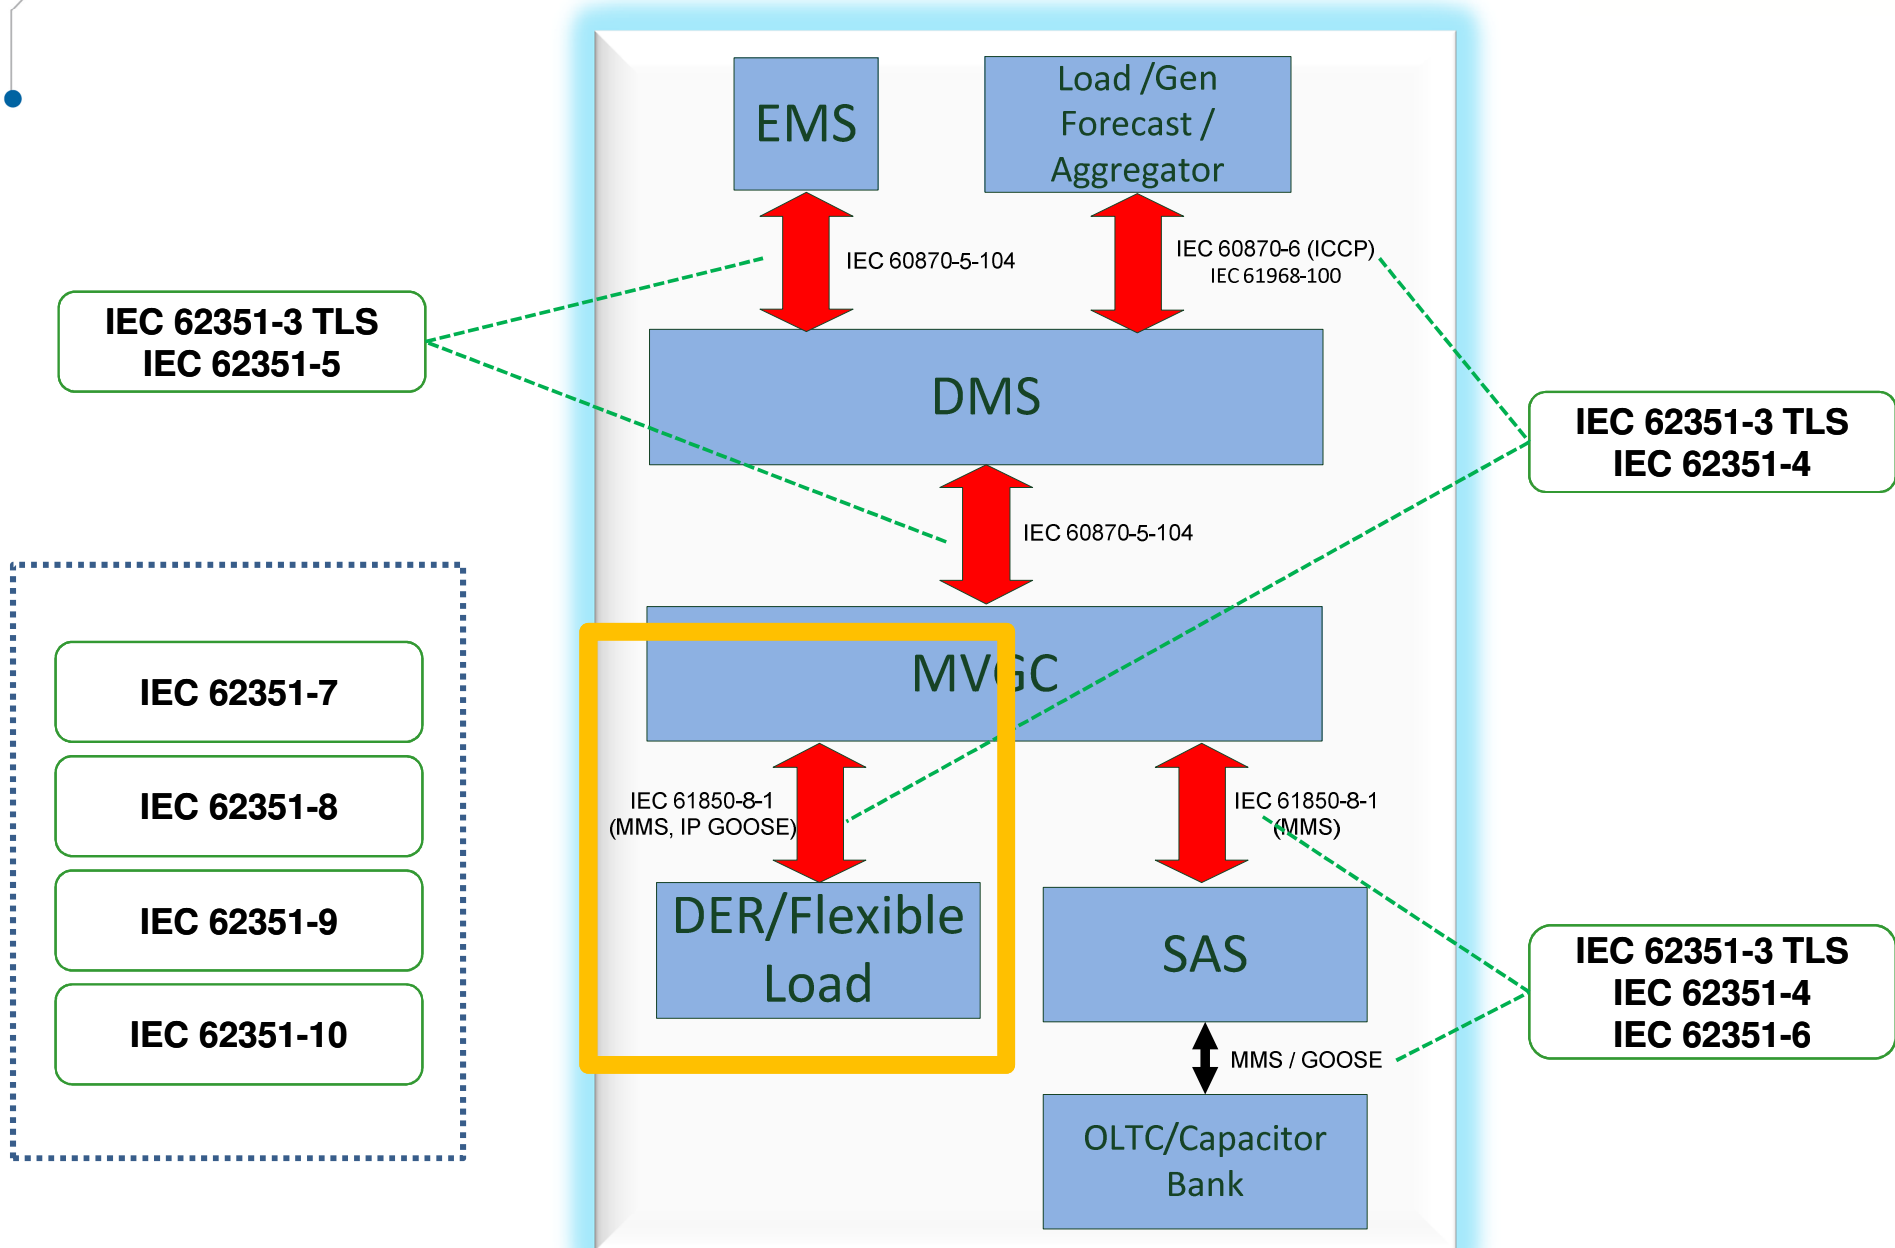 EMS
Load /Gen
Forecast /
Aggregator
IEC 60870-5-104
IEC 60870-6 (ICCP)
IEC 61968-100
IEC 62351-3 TLS
IEC 62351-5
DMS
IEC 62351-3 TLS
IEC 62351-4
IEC 60870-5-104
MVGC
IEC 62351-7
IEC 62351-8
IEC 62351-9
IEC 62351-10
IEC 61850-8-1
(MMS, IP GOOSE)
IEC 61850-8-1
(MMS)
DER/Flexible
Load
SAS
IEC 62351-3 TLS
IEC 62351-4
IEC 62351-6
MMS / GOOSE
OLTC/Capacitor
Bank